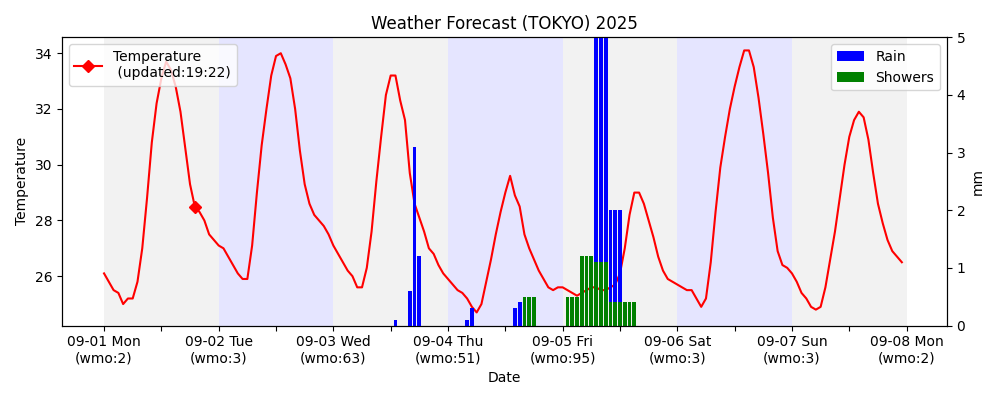 Weather Forecast (TOKYO) 2025
Temperature
(updated:19:22)
Rain
Showers
34
32
30
28
26
Temperature
5
4
3
2
1
0
mm
09-01 Mon
(wmo:2)
09-02 Tue
(wmo:3)
09-03 Wed
(wmo:63)
09-04 Thu
(wmo:51)
09-05 Fri
(wmo:95)
09-06 Sat
(wmo:3)
09-07 Sun
(wmo:3)
09-08 Mon
(wmo:2)
Date